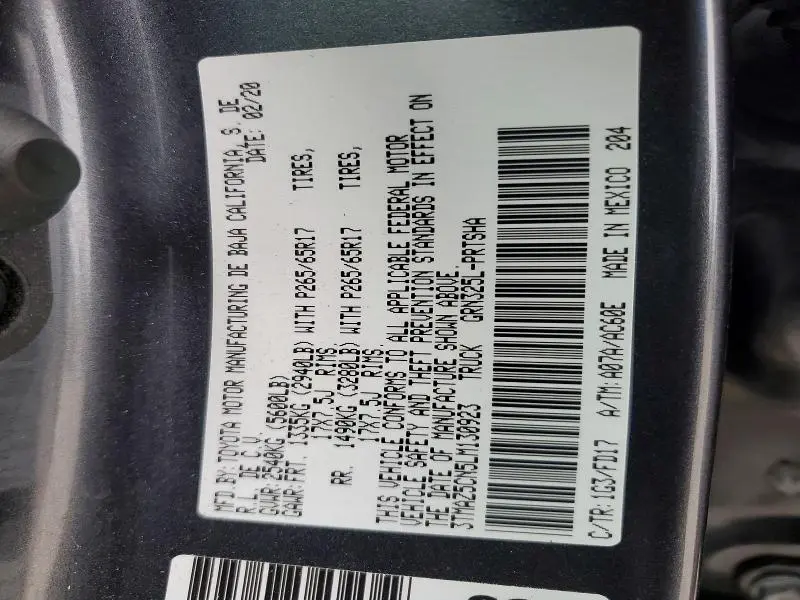 MFD BY:TOYOTA MOTOR MANUFACTURING DE BAJA CALIFORNIA, S. DE
R.L. DE C.V. DATE: 02/20
GVWR:2540KG (5600LB)
GAWR:FRT. 1335KG (2940LB) WITH P265/65R17 TIRES,
17X7.5J RIMS
RR. 1490KG (3280LB) WITH P265/65R17 TIRES,
17X7.5J RIMS
THIS VEHICLE CONFORMS TO ALL APPLICABLE FEDERAL MOTOR
VEHICLE SAFETY AND THEFT PREVENTION STANDARDS IN EFFECT ON
THE DATE OF MANUFACTURE SHOWN ABOVE.
3TMAZ5CN5LM130923 TRUCK GRN325L-PRTSHA
C/TR:1G3/FD17 A/TM:A07A/AC60E MADE IN MEXICO 204